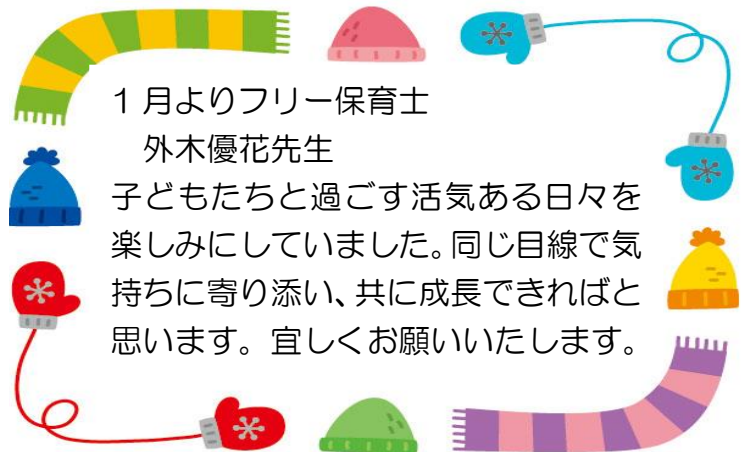 1月よりフリー保育士
外木優花先生
子どもたちと過ごす活気ある日々を
楽しみにしていました。同じ目線で気
持ちに寄り添い、共に成長できればと
思います。宜しくお願いいたします。